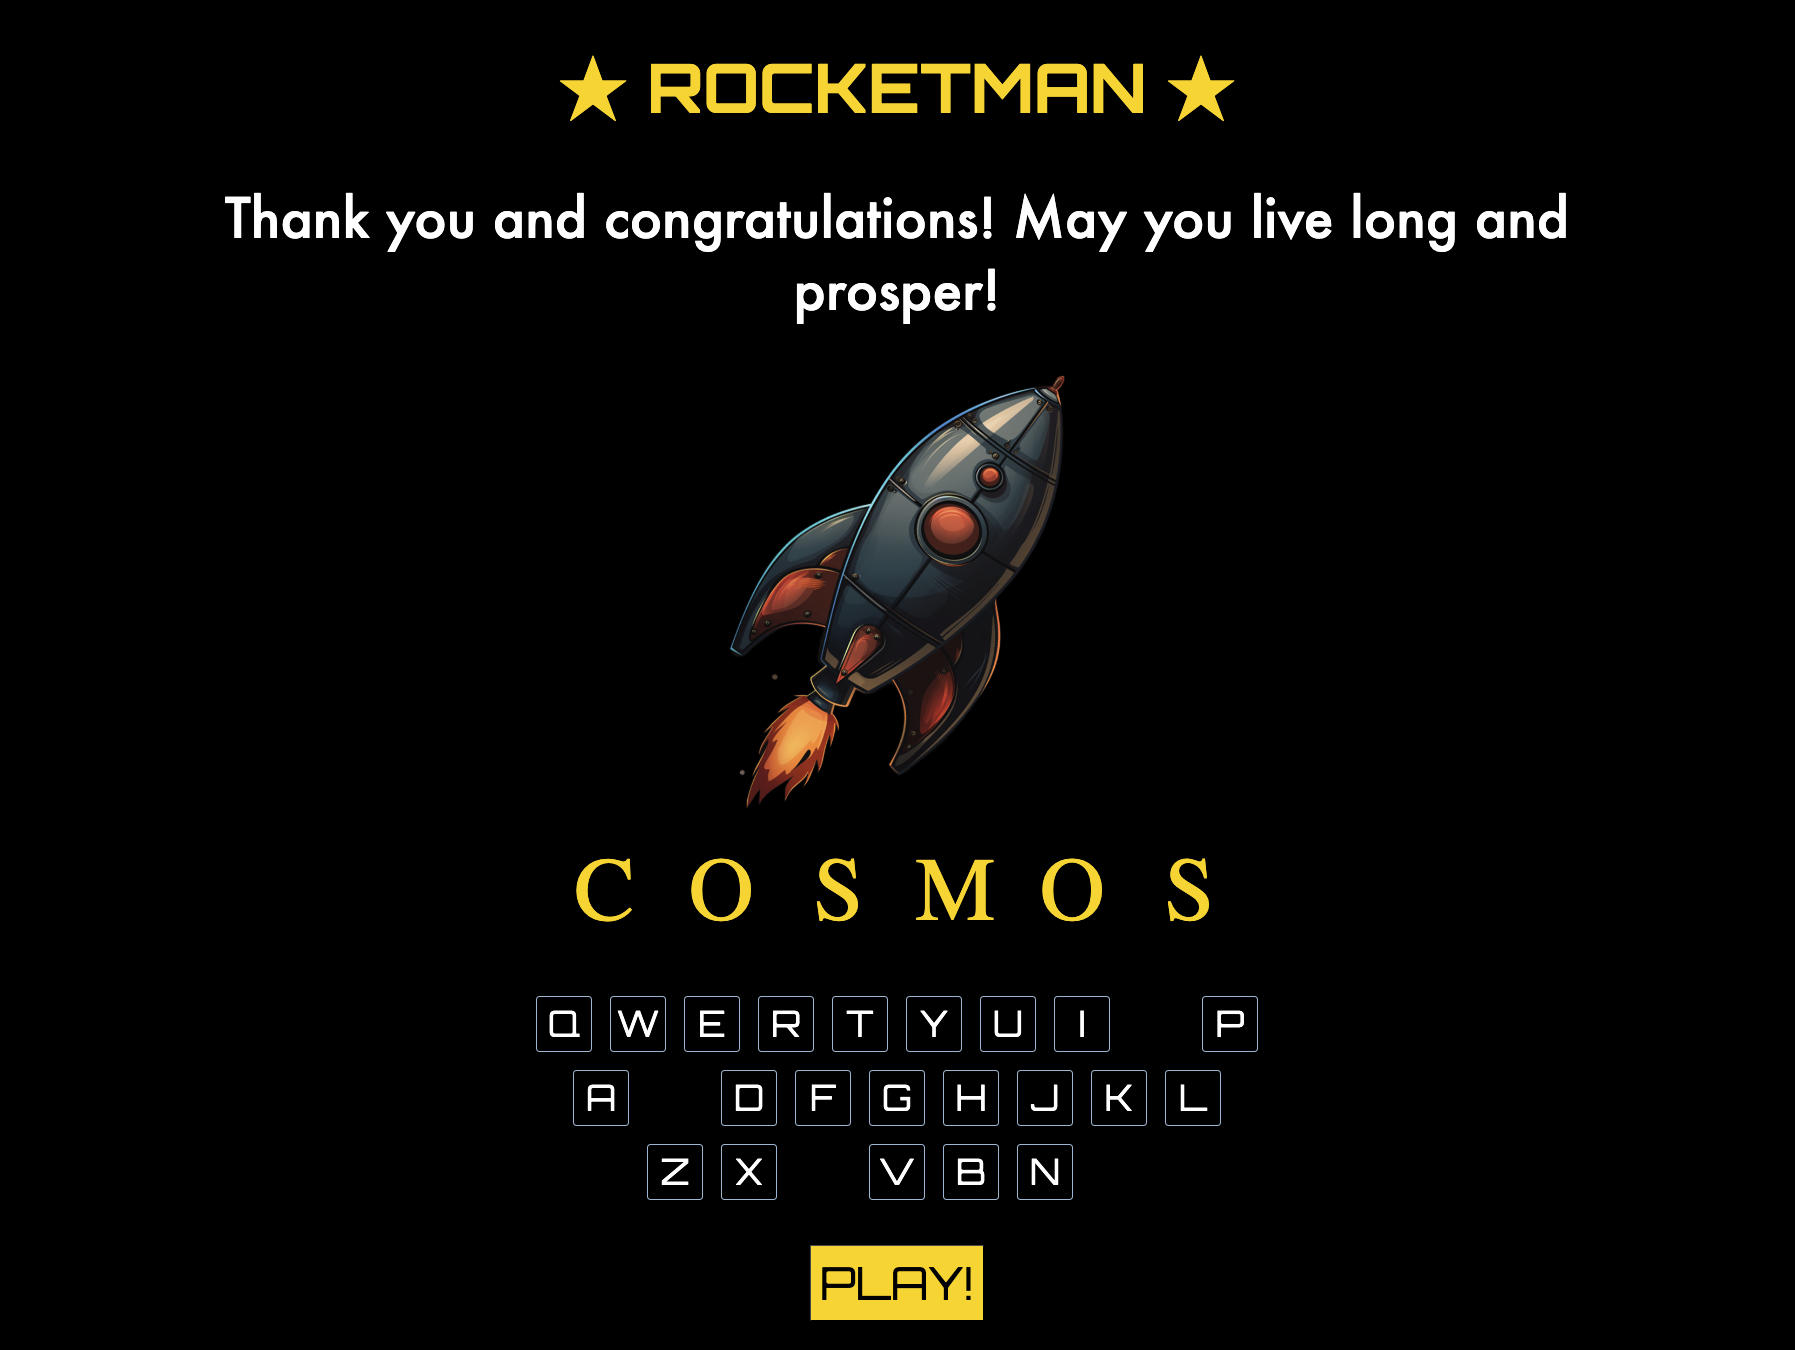 ★ ROCKETMAN ★
Thank you and congratulations! May you live long and
prosper!
C O S M O S
Q W E R T Y U I P
A D F G H J K L
Z X V B N
PLAY!